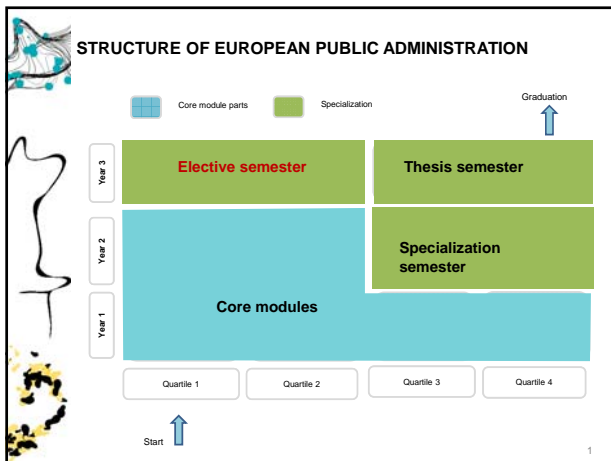 STRUCTURE OF EUROPEAN PUBLIC ADMINISTRATION
Core module parts
Specialization
Graduation
Year 3
Elective semester
Thesis semester
Year 2
Specialization
semester
Year 1
Core modules
Quartile 1
Quartile 2
Quartile 3
Quartile 4
Start
1